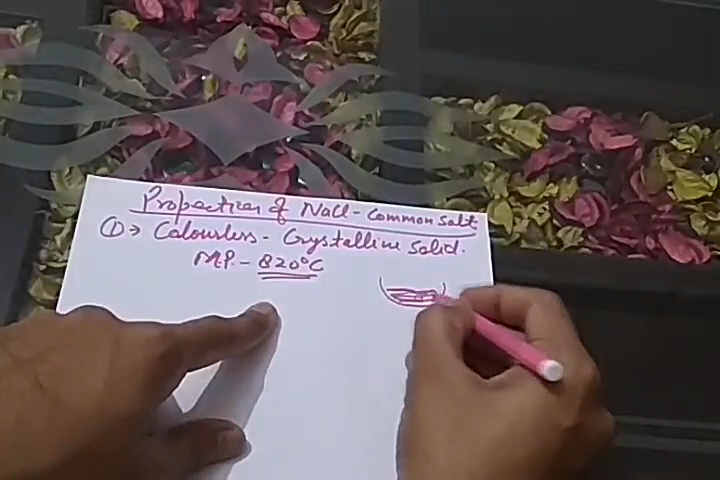 Properties of NaCl - Common Salt
① → Colourless - Crystalline Solid.
M.P. - 820°C